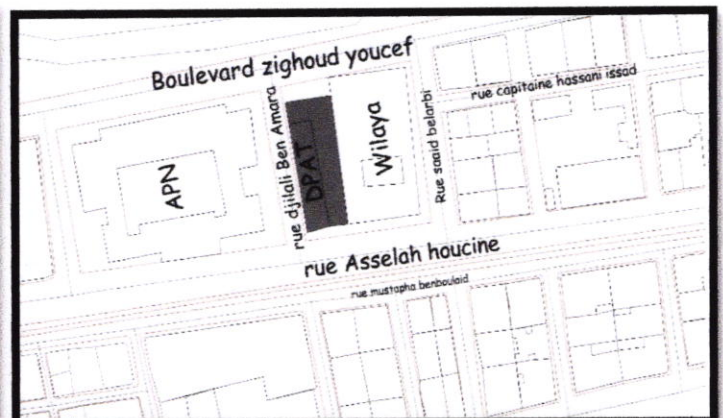 Boulevard zighoud youcef
rue capitaine hassani issad
rue djilali Ben Amara
DPAT
Wilaya
Rue saaid belarbi
APN
rue Asselah houcine
rue mustapha benboulaid